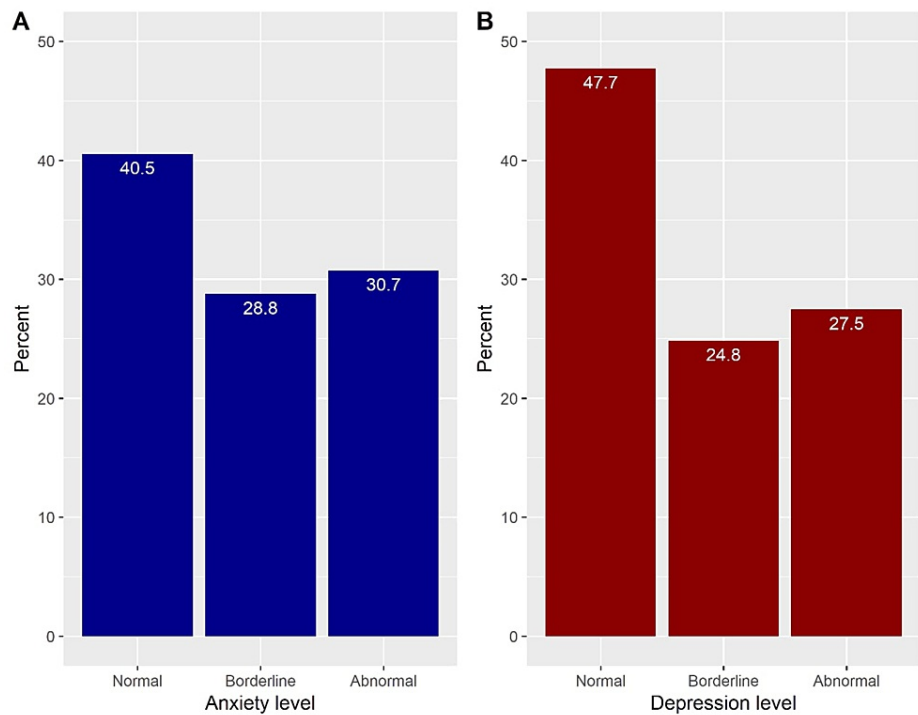 A
50
40
30
20
10
0
Percent
40.5
28.8
30.7
Normal
Borderline
Abnormal
Anxiety level
B
50
40
30
20
10
0
Percent
47.7
24.8
27.5
Normal
Borderline
Abnormal
Depression level